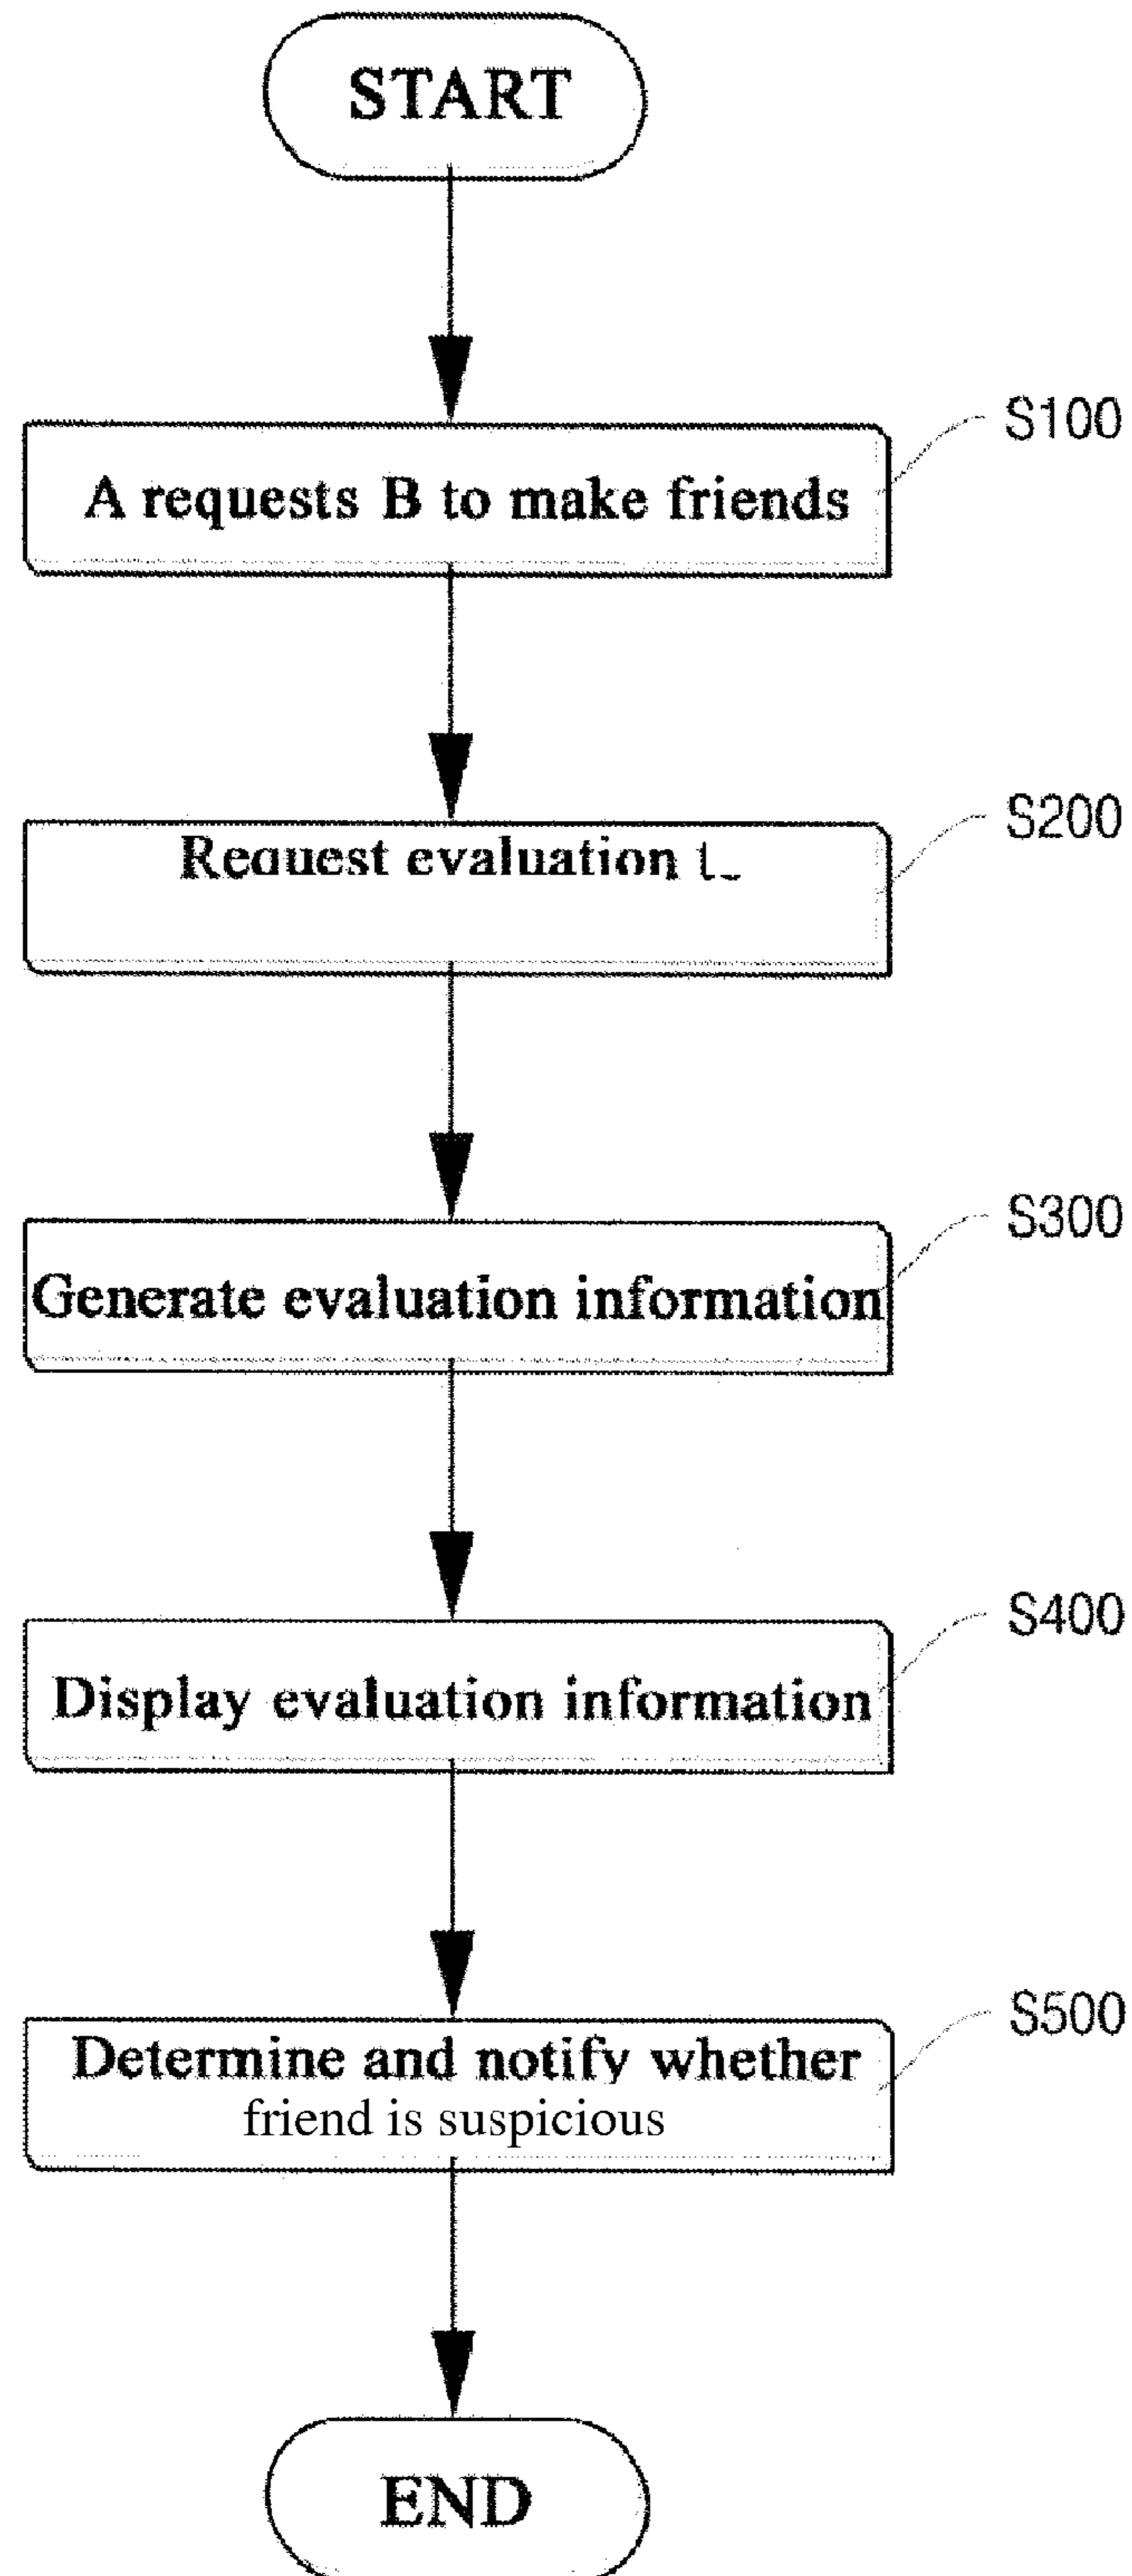 START
S100
A requests B to make friends
S200
Request evaluation
S300
Generate evaluation information
S400
Display evaluation information
S500
Determine and notify whether
friend is suspicious
END